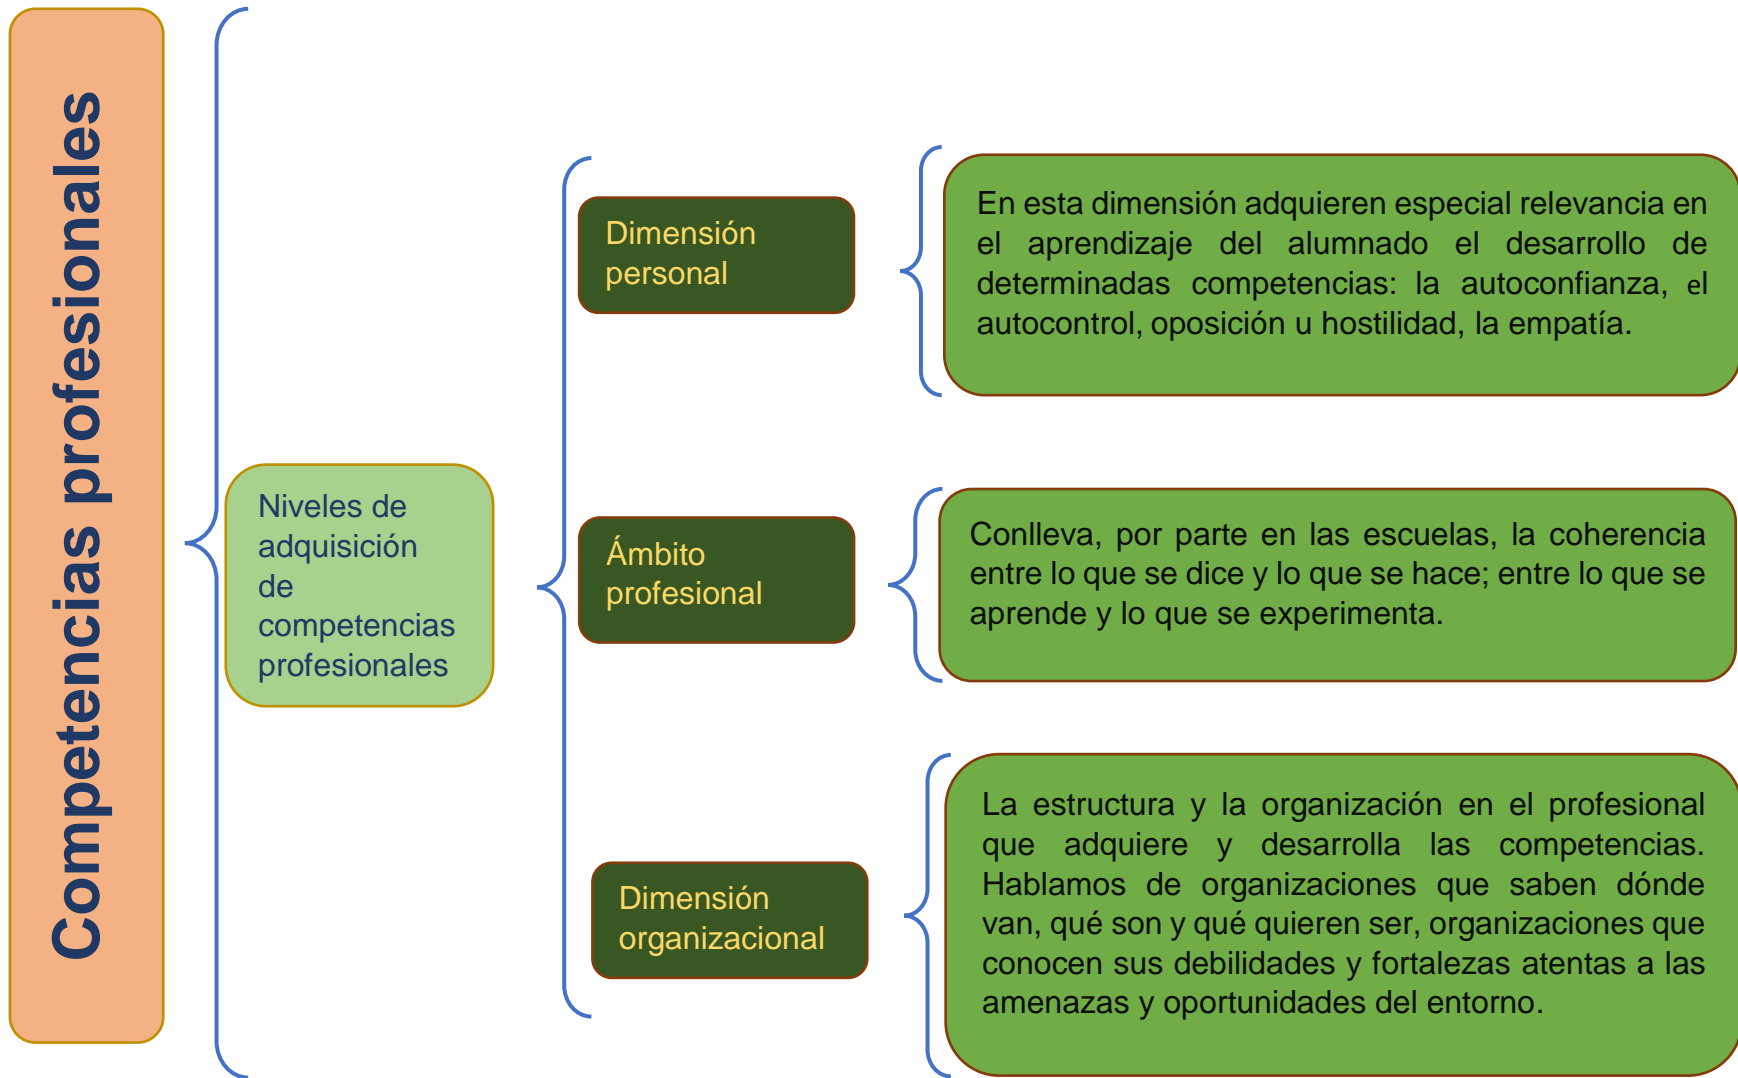 Competencias profesionales
Niveles de
adquisición
de
competencias
profesionales
Dimensión
personal
En esta dimensión adquieren especial relevancia en
el aprendizaje del alumnado el desarrollo de
determinadas competencias: la autoconfianza, el
autocontrol, oposición u hostilidad, la empatía.
Ámbito
profesional
Conlleva, por parte en las escuelas, la coherencia
entre lo que se dice y lo que se hace; entre lo que se
aprende y lo que se experimenta.
Dimensión
organizacional
La estructura y la organización en el profesional
que adquiere y desarrolla las competencias.
Hablamos de organizaciones que saben dónde
van, qué son y qué quieren ser, organizaciones que
conocen sus debilidades y fortalezas atentas a las
amenazas y oportunidades del entorno.